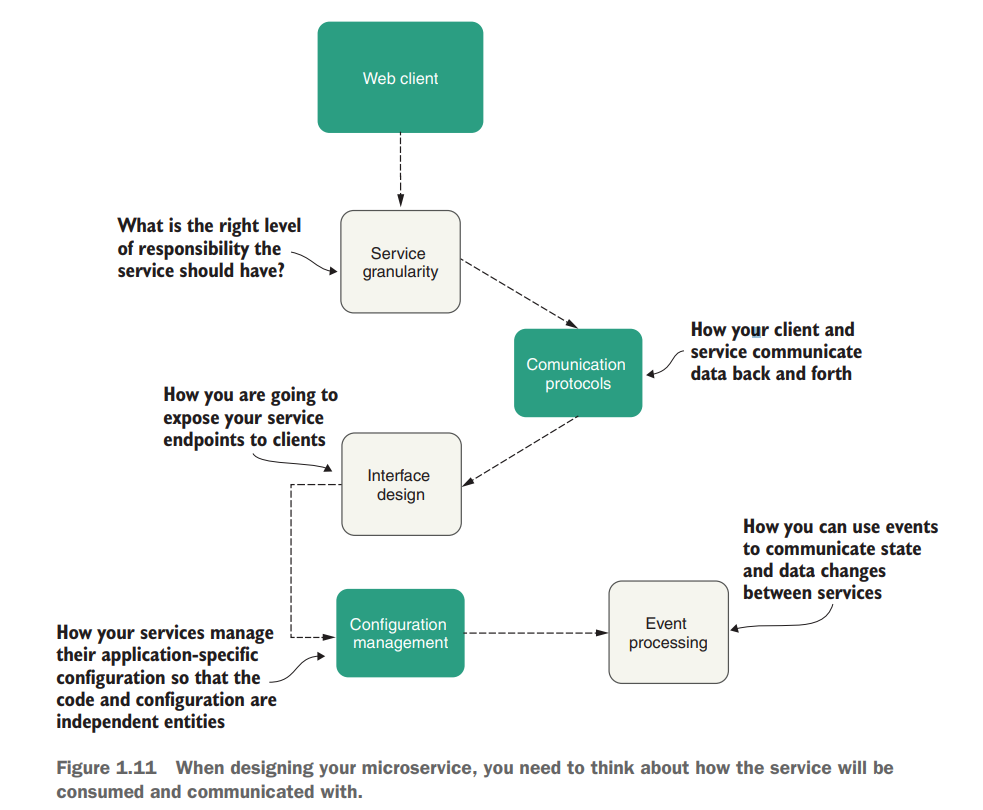 Web client
What is the right level
of responsibility the
service should have?
Service
granularity
How your client and
service communicate
data back and forth
Comunication
protocols
How you are going to
expose your service
endpoints to clients
Interface
design
How you can use events
to communicate state
and data changes
between services
Configuration
management
Event
processing
How your services manage
their application-specific
configuration so that the
code and configuration are
independent entities
Figure 1.11 When designing your microservice, you need to think about how the service will be
consumed and communicated with.